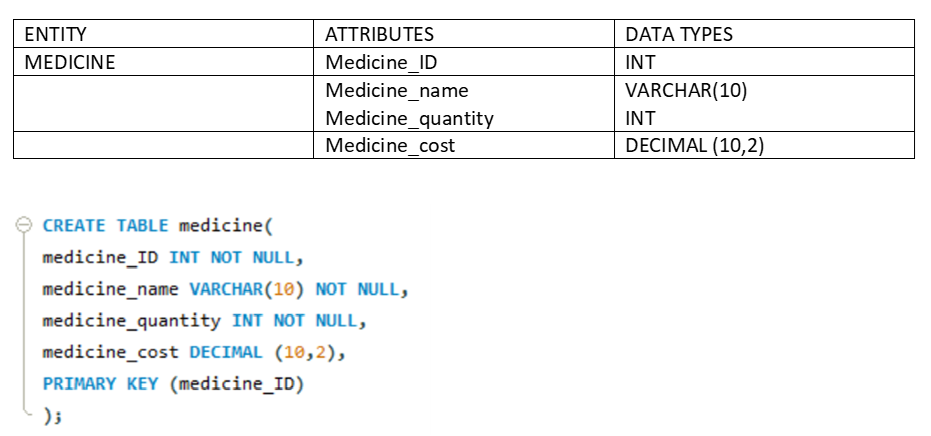 ENTITY ATTRIBUTES DATA TYPES
MEDICINE Medicine_ID INT
Medicine_name VARCHAR(10)
Medicine_quantity INT
Medicine_cost DECIMAL (10,2)
CREATE TABLE medicine(
medicine_ID INT NOT NULL,
medicine_name VARCHAR(10) NOT NULL,
medicine_quantity INT NOT NULL,
medicine_cost DECIMAL (10,2),
PRIMARY KEY (medicine_ID)
);